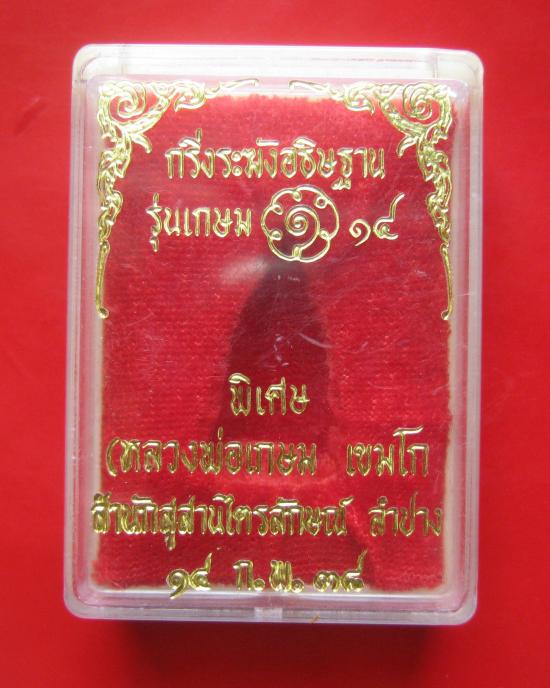 กริ่งระฆังอธิษฐาน
รุ่นเกษม ๑ ๑๔
พิเศษ
(หลวงพ่อเกษม เขมโก
สำนักสุสานไตรลักษณ์ ลำปาง
๑๔ ก.พ. ๓๘